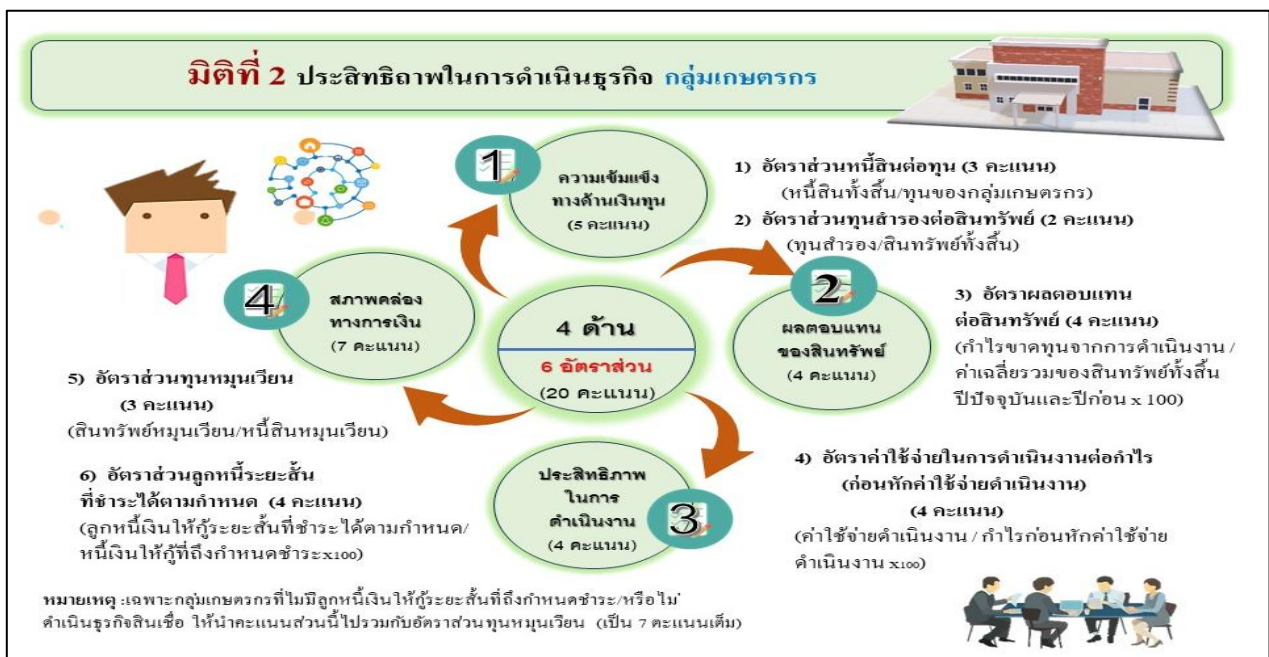 มิติที่ 2 ประสิทธิถาพในการดำเนินธุรกิจ กลุ่มเกษตรกร
1
ความเข้มแข็ง
ทางด้านเงินทุน
(5 คะแนน)
1) อัตราส่วนหนี้สินต่อทุน (3 คะแนน)
(หนี้สินทั้งสิ้น/ทุนของกลุ่มเกษตรกร)
2) อัตราส่วนทุนสำรองต่อสินทรัพย์ (2 คะแนน)
(ทุนสำรอง/สินทรัพย์ทั้งสิ้น)
2
ผลตอบแทน
ของสินทรัพย์
(4 คะแนน)
3) อัตราผลตอบแทน
ต่อสินทรัพย์ (4 คะแนน)
(กำไรขาดทุนจากการดำเนินงาน /
ค่าเฉลี่ยรวมของสินทรัพย์ทั้งสิ้น
ปีปัจจุบันและปีก่อน x 100)
4 ด้าน
6 อัตราส่วน
(20 คะแนน)
4
สภาพคล่อง
ทางการเงิน
(7 คะแนน)
5) อัตราส่วนทุนหมุนเวียน
(3 คะแนน)
(สินทรัพย์หมุนเวียน/หนี้สินหมุนเวียน)
6) อัตราส่วนลูกหนี้ระยะสั้น
ที่ชำระได้ตามกำหนด (4 คะแนน)
(ลูกหนี้เงินให้กู้ระยะสั้นที่ชำระได้ตามกำหนด/
หนี้เงินให้กู้ที่ถึงกำหนดชำระx100)
ประสิทธิภาพ
ในการ
ดำเนินงาน
(4 คะแนน)
3
4) อัตราค่าใช้จ่ายในการดำเนินงานต่อกำไร
(ก่อนหักค่าใช้จ่ายดำเนินงาน)
(4 คะแนน)
(ค่าใช้จ่ายดำเนินงาน / กำไรก่อนหักค่าใช้จ่าย
ดำเนินงาน x100)
หมายเหตุ :เฉพาะกลุ่มเกษตรกรที่ไม่มีลูกหนี้เงินให้กู้ระยะสั้นที่ถึงกำหนดชำระ/หรือไม่
ดำเนินธุรกิจสินเชื่อ ให้นำคะแนนส่วนนี้ไปรวมกับอัตราส่วนทุนหมุนเวียน (เป็น 7 คะแนนเต็ม)